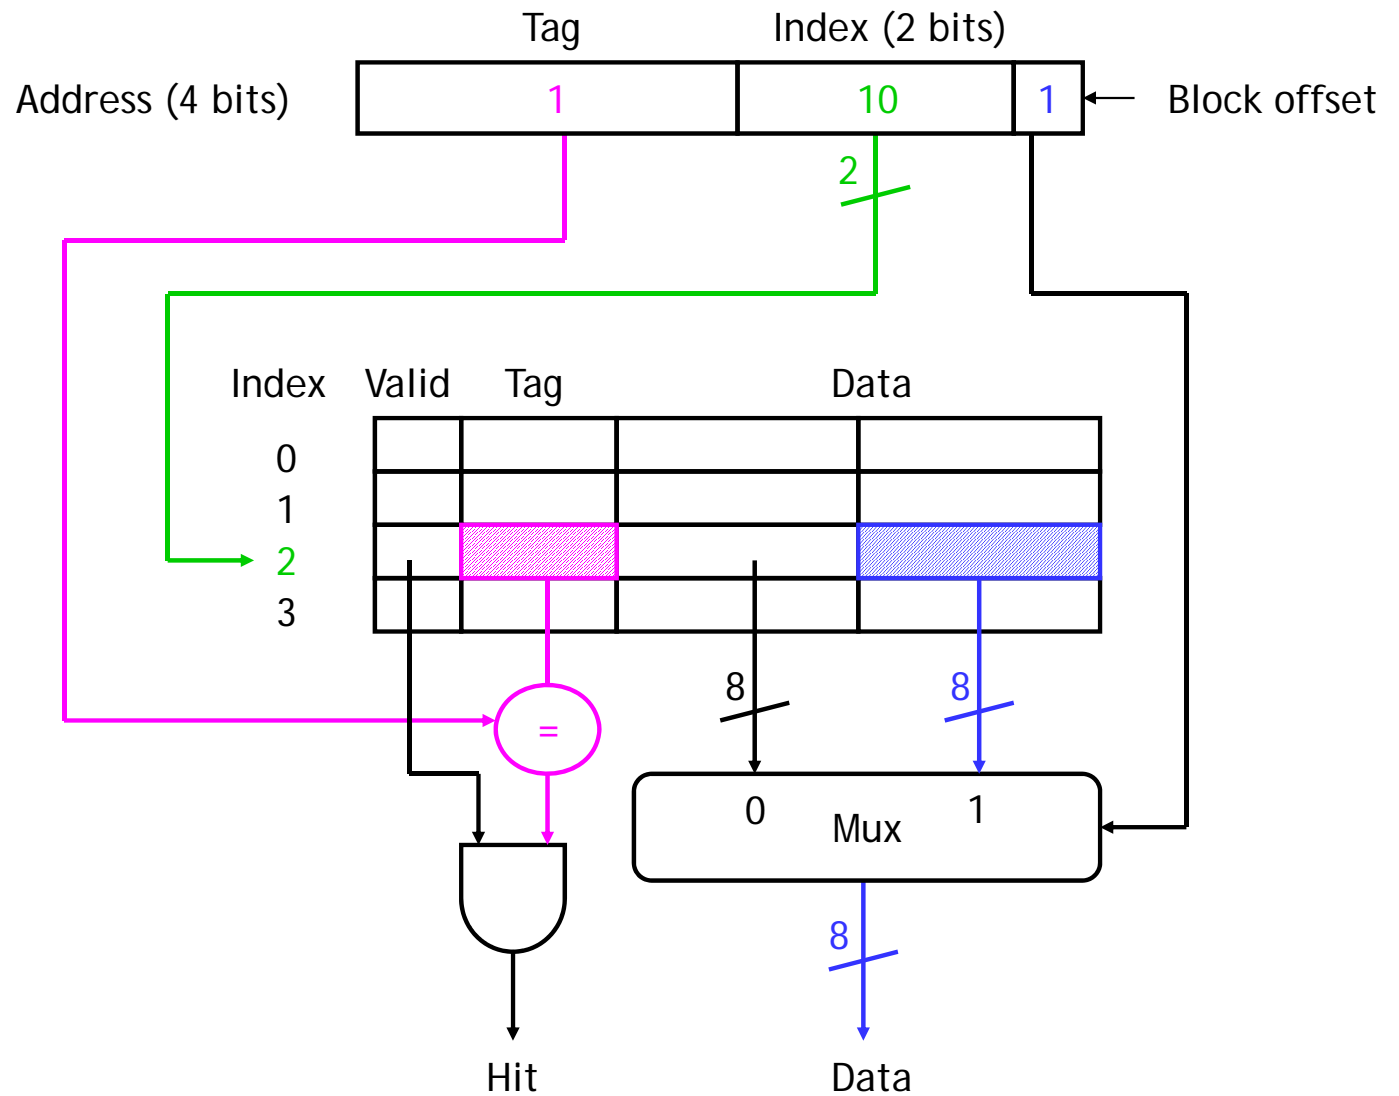 Tag Index (2 bits)
Address (4 bits) 1 10 1 Block offset
2
Index Valid Tag Data
0
1
2
3
8 8
=
0 1
Mux
8
Hit Data